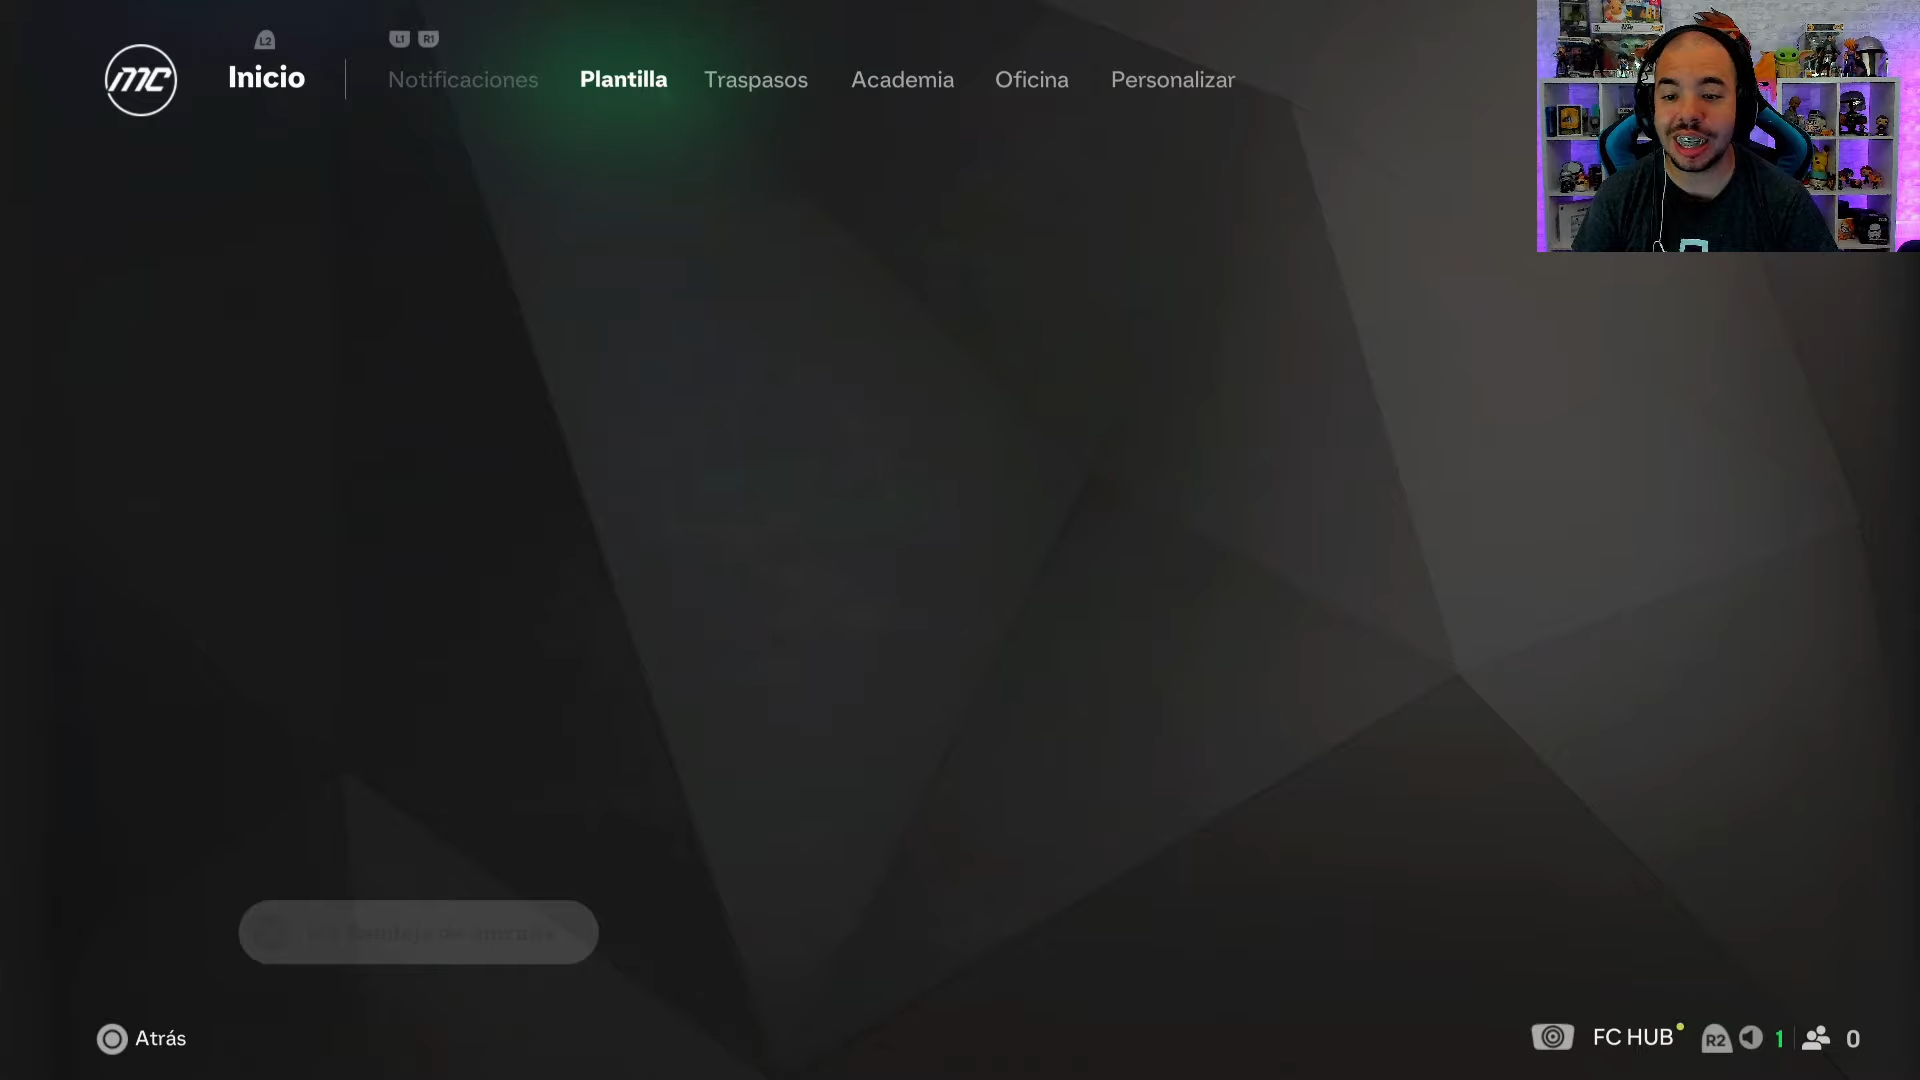 L2
L1 R1
MC
Inicio
Notificaciones
Plantilla
Traspasos
Academia
Oficina
Personalizar
Atrás
FC HUB
R2
1
0